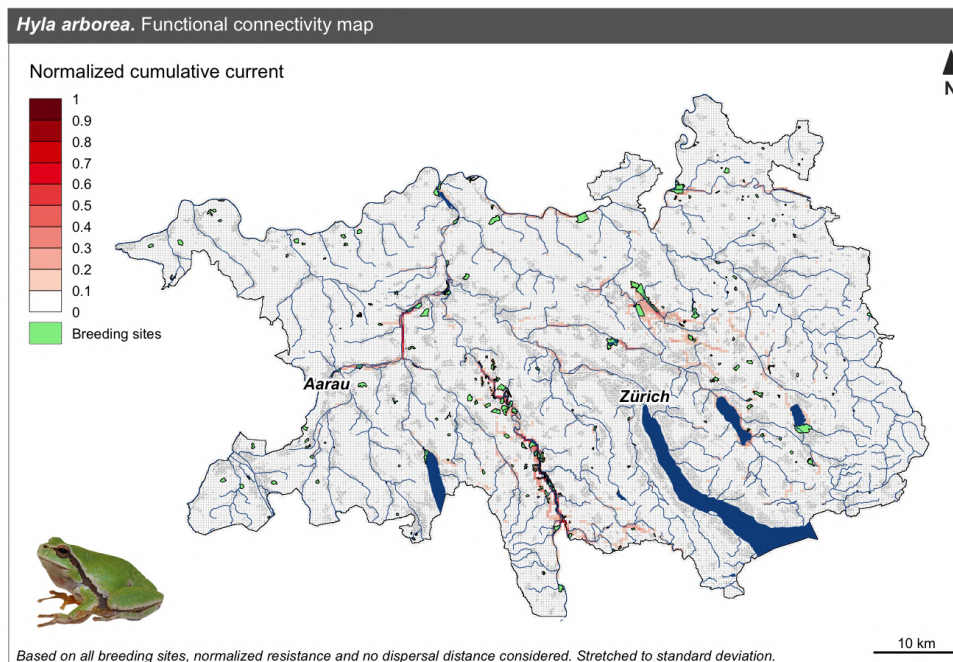 Hyla arborea. Functional connectivity map
N
Normalized cumulative current
1
0.9
0.8
0.7
0.6
0.5
0.4
0.3
0.2
0.1
0
Breeding sites
Aarau
Zürich
10 km
Based on all breeding sites, normalized resistance and no dispersal distance considered. Stretched to standard deviation.